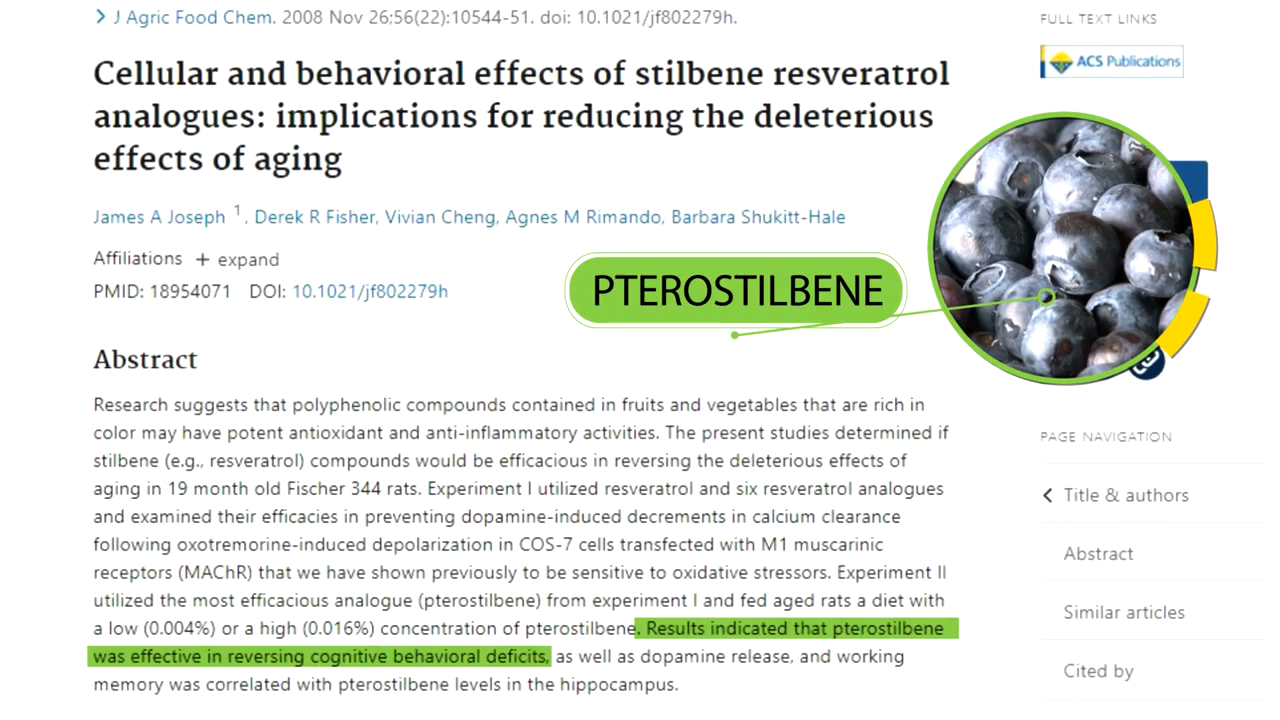 J Agric Food Chem. 2008 Nov 26;56(22):10544-51. doi: 10.1021/jf802279h.
Cellular and behavioral effects of stilbene resveratrol
analogues: implications for reducing the deleterious
effects of aging
James A Joseph 1, Derek R Fisher, Vivian Cheng, Agnes M Rimando, Barbara Shukitt-Hale
Affiliations + expand
PMID: 18954071 DOI: 10.1021/jf802279h
PTEROSTILBENE
Abstract
Research suggests that polyphenolic compounds contained in fruits and vegetables that are rich in
color may have potent antioxidant and anti-inflammatory activities. The present studies determined if
stilbene (e.g., resveratrol) compounds would be efficacious in reversing the deleterious effects of
aging in 19 month old Fischer 344 rats. Experiment I utilized resveratrol and six resveratrol analogues
and examined their efficacies in preventing dopamine-induced decrements in calcium clearance
following oxotremorine-induced depolarization in COS-7 cells transfected with M1 muscarinic
receptors (MAChR) that we have shown previously to be sensitive to oxidative stressors. Experiment II
utilized the most efficacious analogue (pterostilbene) from experiment I and fed aged rats a diet with
a low (0.004%) or a high (0.016%) concentration of pterostilbene. Results indicated that pterostilbene
was effective in reversing cognitive behavioral deficits, as well as dopamine release, and working
memory was correlated with pterostilbene levels in the hippocampus.
FULL TEXT LINKS
ACS Publications
PAGE NAVIGATION
Title & authors
Abstract
Similar articles
Cited by